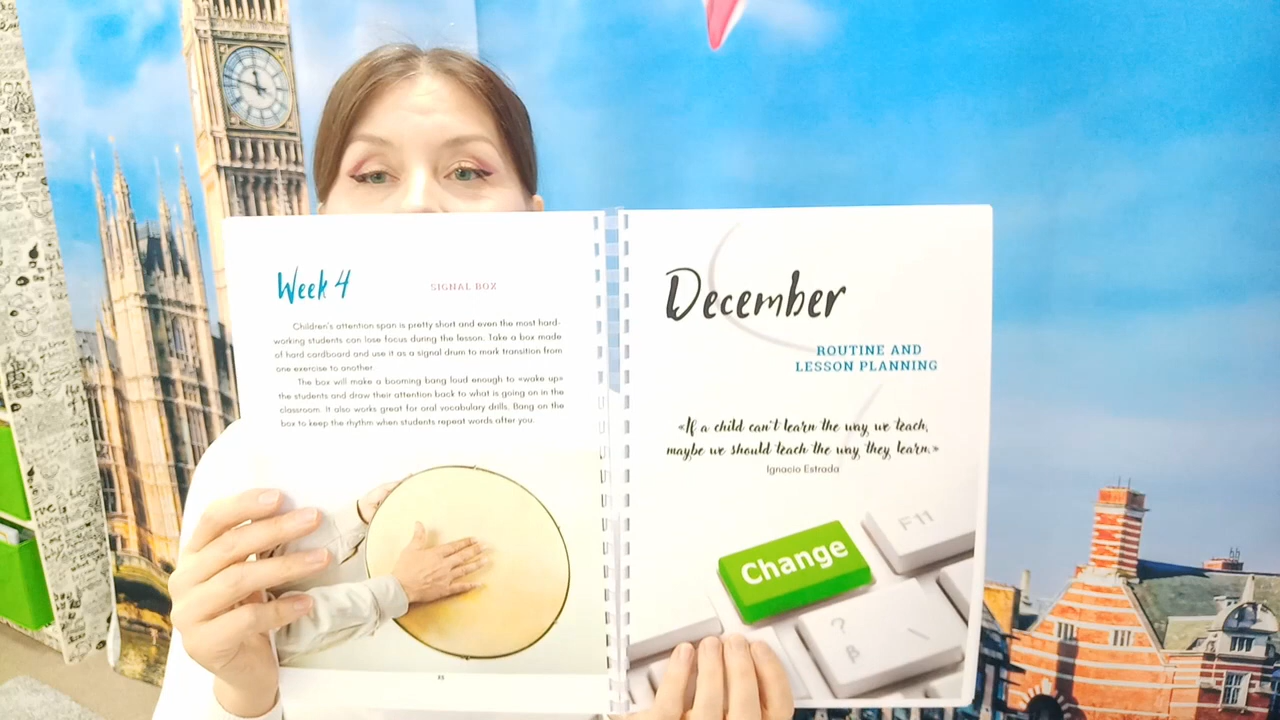 Week 4
SIGNAL BOX
Children's attention span is pretty short and even the most hard-
working students can lose focus during the lesson. Take a box made
of hard cardboard and use it as a signal drum to mark transition from
one exercise to another.
The box will make a booming bang loud enough to «wake up»
the students and draw their attention back to what is going on in the
classroom. It also works great for oral vocabulary drills. Bang on the
box to keep the rhythm when students repeat words after you.
December
ROUTINE AND
LESSON PLANNING
«If a child can't learn the way we teach,
maybe we should teach the way they learn.»
Ignacio Estrada
F11
Change
?
ß \